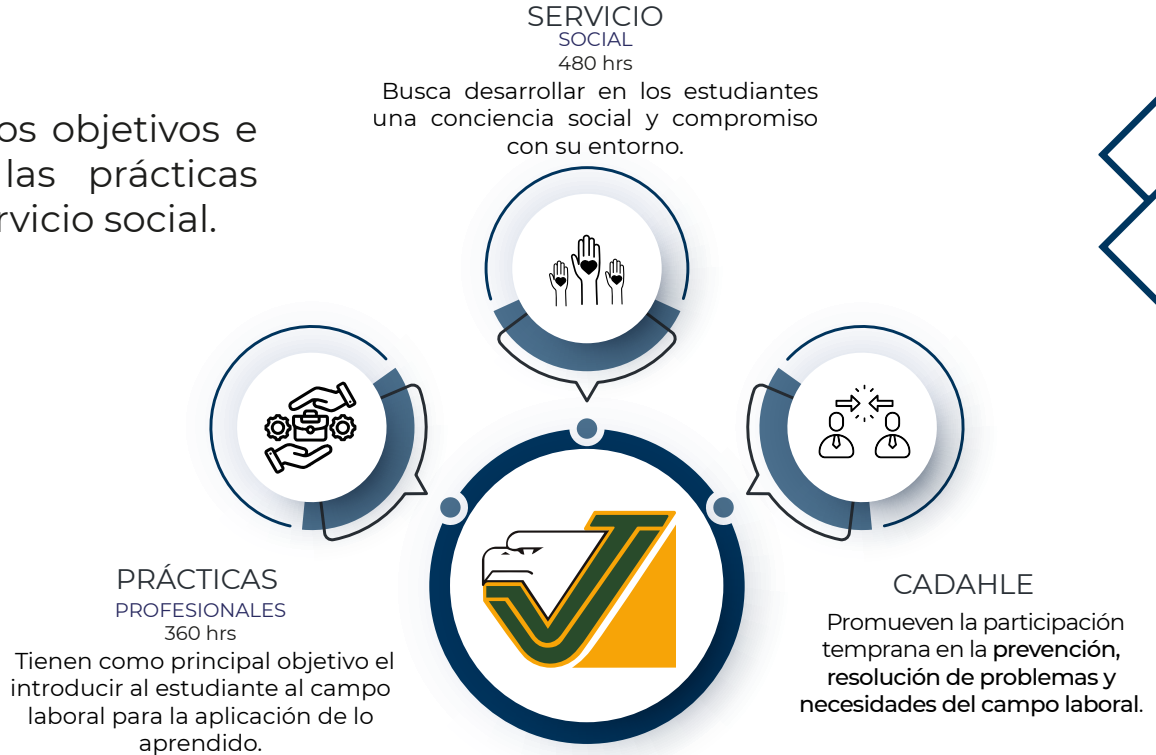 SERVICIO
SOCIAL
480 hrs
Busca desarrollar en los estudiantes
una conciencia social y compromiso
con su entorno.
objetivos e
las prácticas
social.
PRÁCTICAS
PROFESIONALES
360 hrs
Tienen como principal objetivo el
introducir al estudiante al campo
laboral para la aplicación de lo
aprendido.
CADAHLE
Promueven la participación
temprana en la prevención,
resolución de problemas y
necesidades del campo laboral.